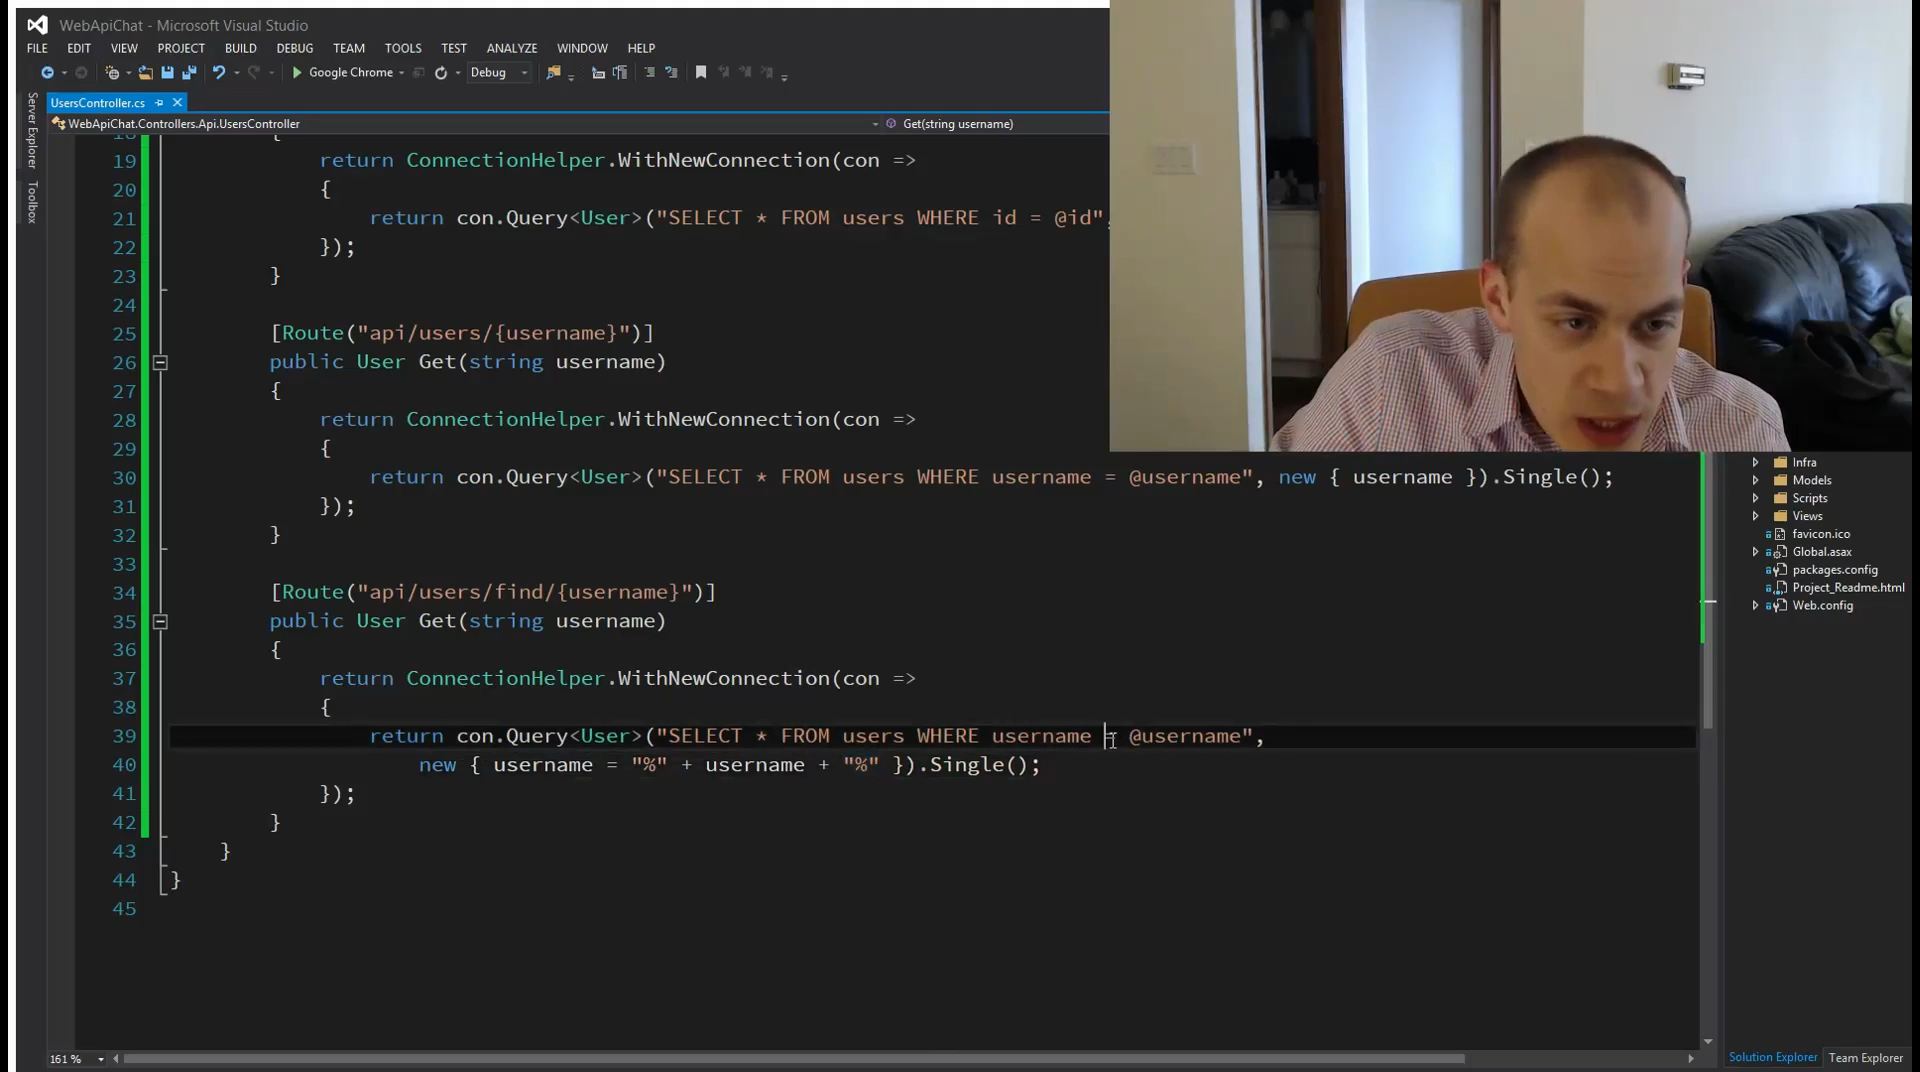 WebApiChat - Microsoft Visual Studio
FILE EDIT VIEW PROJECT BUILD DEBUG TEAM TOOLS TEST ANALYZE WINDOW HELP
Google Chrome Debug
UsersController.cs
WebApiChat.Controllers.Api.UsersController Get(string username)
Server Explorer
Toolbox
19 return ConnectionHelper.WithNewConnection(con =>
20 {
21 return con.Query<User>("SELECT * FROM users WHERE id = @id",
22 });
23 }
24
25 [Route("api/users/{username}")]
26 public User Get(string username)
27 {
28 return ConnectionHelper.WithNewConnection(con =>
29 {
30 return con.Query<User>("SELECT * FROM users WHERE username = @username", new { username }).Single();
31 });
32 }
33
34 [Route("api/users/find/{username}")]
35 public User Get(string username)
36 {
37 return ConnectionHelper.WithNewConnection(con =>
38 {
39 return con.Query<User>("SELECT * FROM users WHERE username = @username",
40 new { username = "%" + username + "%" }).Single();
41 });
42 }
43 }
44 }
45
161 %
Infra
Models
Scripts
Views
favicon.ico
Global.asax
packages.config
Project_Readme.html
Web.config
Solution Explorer Team Explorer